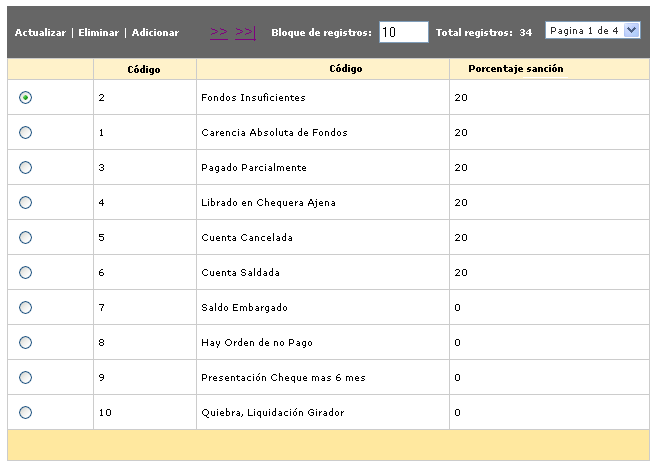 Actualizar | Eliminar | Adicionar >> >>| Bloque de registros: 10 Total registros: 34 Pagina 1 de 4
Código Código Porcentaje sanción
2 Fondos Insuficientes 20
1 Carencia Absoluta de Fondos 20
3 Pagado Parcialmente 20
4 Librado en Chequera Ajena 20
5 Cuenta Cancelada 20
6 Cuenta Saldada 20
7 Saldo Embargado 0
8 Hay Orden de no Pago 0
9 Presentación Cheque mas 6 mes 0
10 Quiebra, Liquidación Girador 0